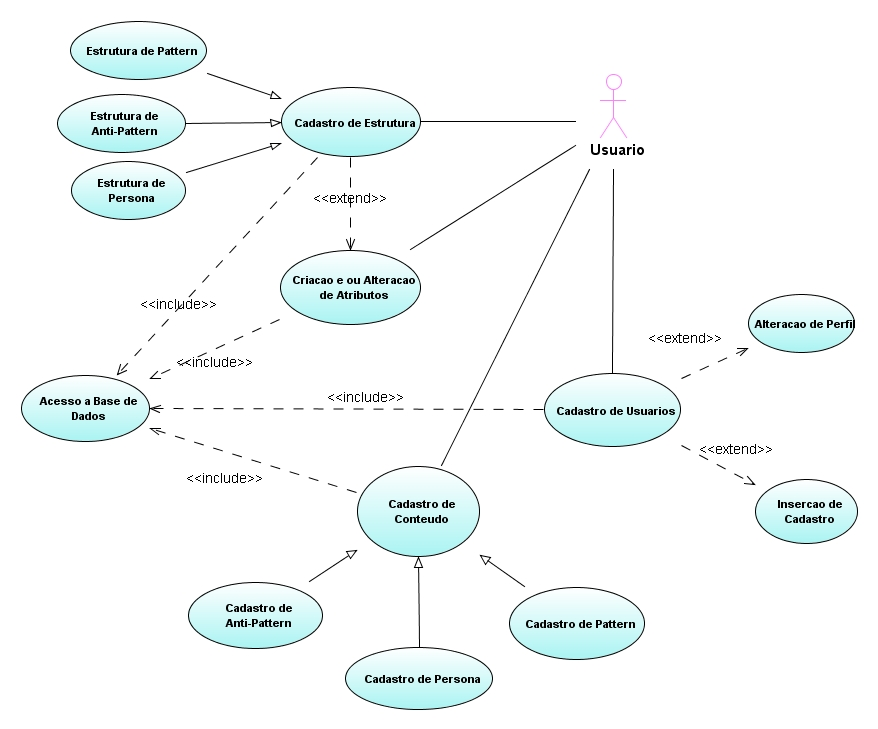 Estrutura de Pattern
Estrutura de
Anti-Pattern
Cadastro de Estrutura
Usuario
Estrutura de
Persona
<<extend>>
Criacao e ou Alteracao
de Atributos
<<include>>
Alteracao de Perfil
<<extend>>
<<include>>
Acesso a Base de
Dados
<<include>>
Cadastro de Usuarios
<<extend>>
<<include>>
Cadastro de
Conteudo
Insercao de
Cadastro
Cadastro de
Anti-Pattern
Cadastro de Pattern
Cadastro de Persona